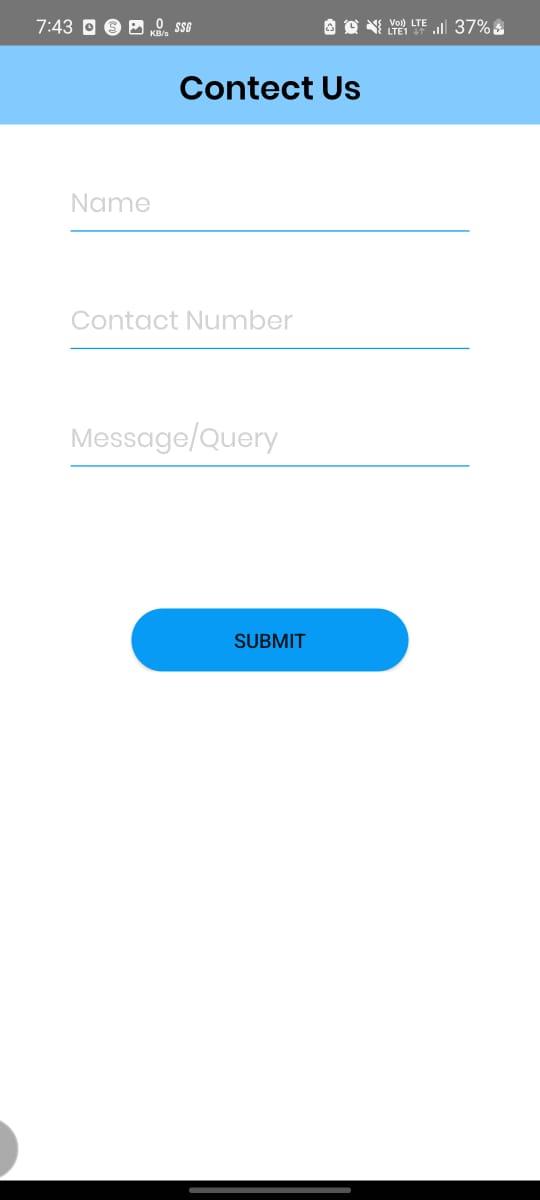 7:43 S 0 KB/s SSG Vo)) LTE LTE1 37%
Contect Us
Name
Contact Number
Message/Query
SUBMIT